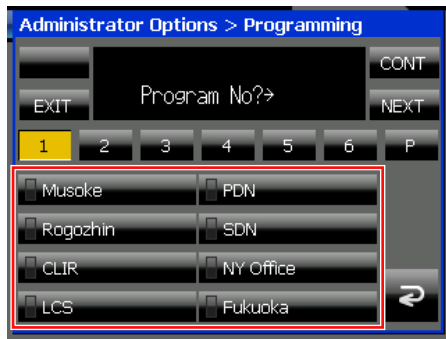 Administrator Options > Programming
CONT
EXIT
Program No?→
NEXT
1 2 3 4 5 6 P
Musoke PDN
Rogozhin SDN
CLIR NY Office
LCS Fukuoka